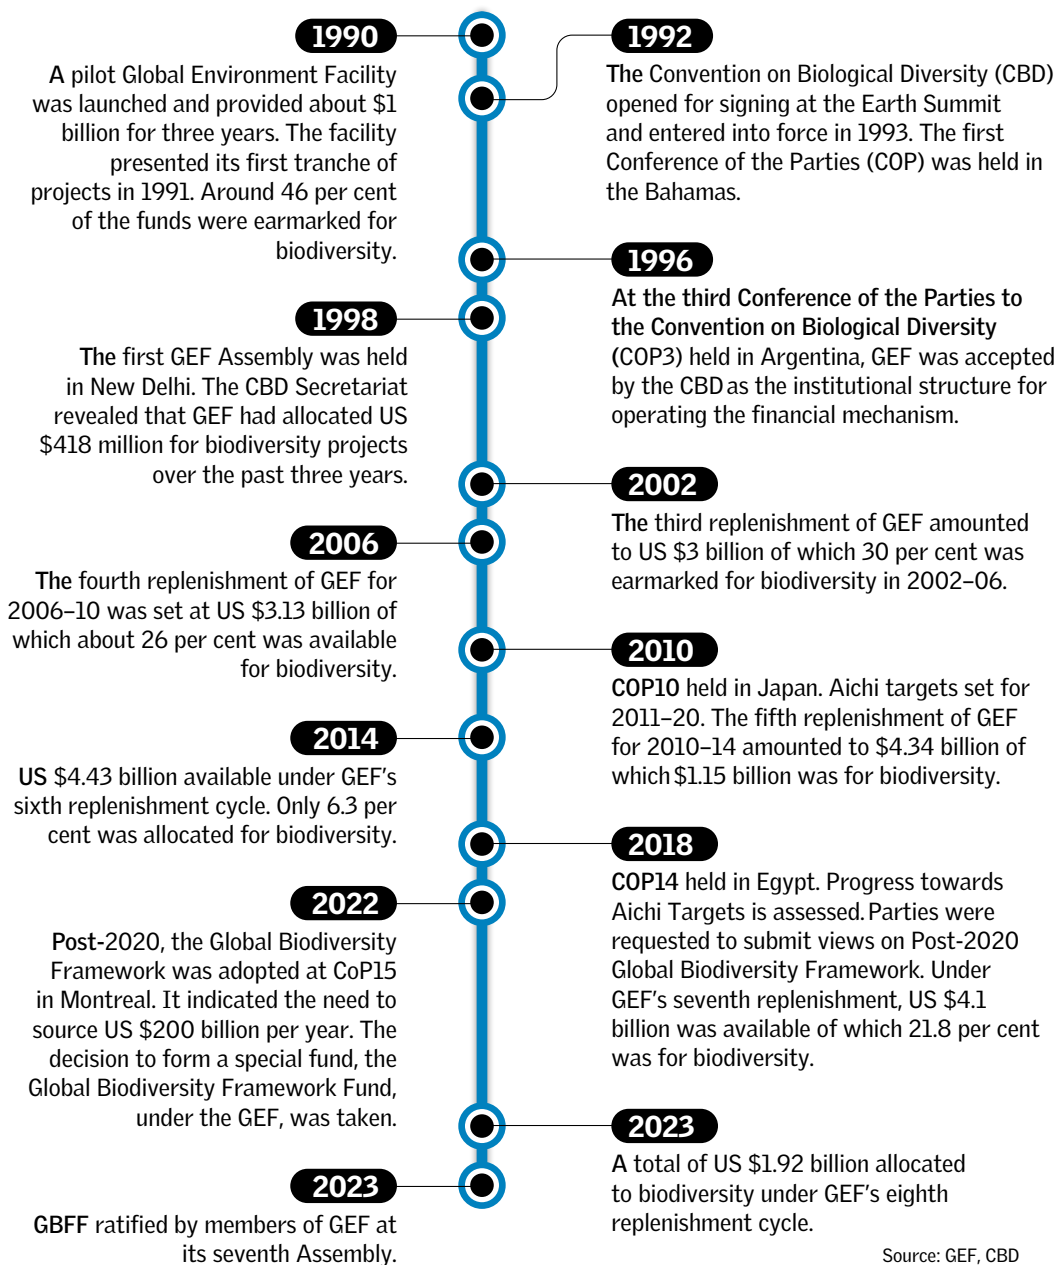 1990
A pilot Global Environment Facility
was launched and provided about $1
billion for three years. The facility
presented its first tranche of
projects in 1991. Around 46 per cent
of the funds were earmarked for
biodiversity.
1992
The Convention on Biological Diversity (CBD)
opened for signing at the Earth Summit
and entered into force in 1993. The first
Conference of the Parties (COP) was held in
the Bahamas.
1996
At the third Conference of the Parties to
the Convention on Biological Diversity
(COP3) held in Argentina, GEF was accepted
by the CBD as the institutional structure for
operating the financial mechanism.
1998
The first GEF Assembly was held
in New Delhi. The CBD Secretariat
revealed that GEF had allocated US
$418 million for biodiversity projects
over the past three years.
2002
The third replenishment of GEF amounted
to US $3 billion of which 30 per cent was
earmarked for biodiversity in 2002–06.
2006
The fourth replenishment of GEF for
2006–10 was set at US $3.13 billion of
which about 26 per cent was available
for biodiversity.
2010
COP10 held in Japan. Aichi targets set for
2011–20. The fifth replenishment of GEF
for 2010–14 amounted to $4.34 billion of
which $1.15 billion was for biodiversity.
2014
US $4.43 billion available under GEF's
sixth replenishment cycle. Only 6.3 per
cent was allocated for biodiversity.
2018
COP14 held in Egypt. Progress towards
Aichi Targets is assessed. Parties were
requested to submit views on Post-2020
Global Biodiversity Framework. Under
GEF's seventh replenishment, US $4.1
billion was available of which 21.8 per cent
was for biodiversity.
2022
Post-2020, the Global Biodiversity
Framework was adopted at CoP15
in Montreal. It indicated the need to
source US $200 billion per year. The
decision to form a special fund, the
Global Biodiversity Framework Fund,
under the GEF, was taken.
2023
A total of US $1.92 billion allocated
to biodiversity under GEF's eighth
replenishment cycle.
2023
GBFF ratified by members of GEF at
its seventh Assembly.
Source: GEF, CBD